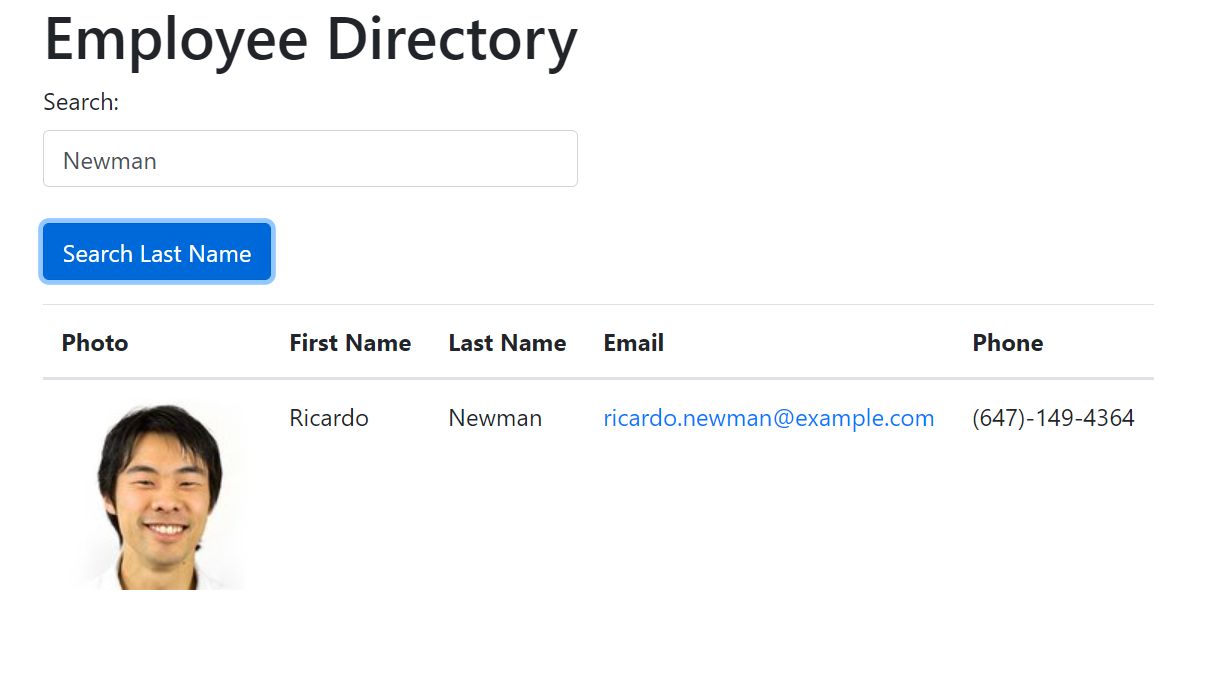 Employee Directory
Search:
Newman
Search Last Name
Photo First Name Last Name Email Phone
Ricardo Newman ricardo.newman@example.com (647)-149-4364